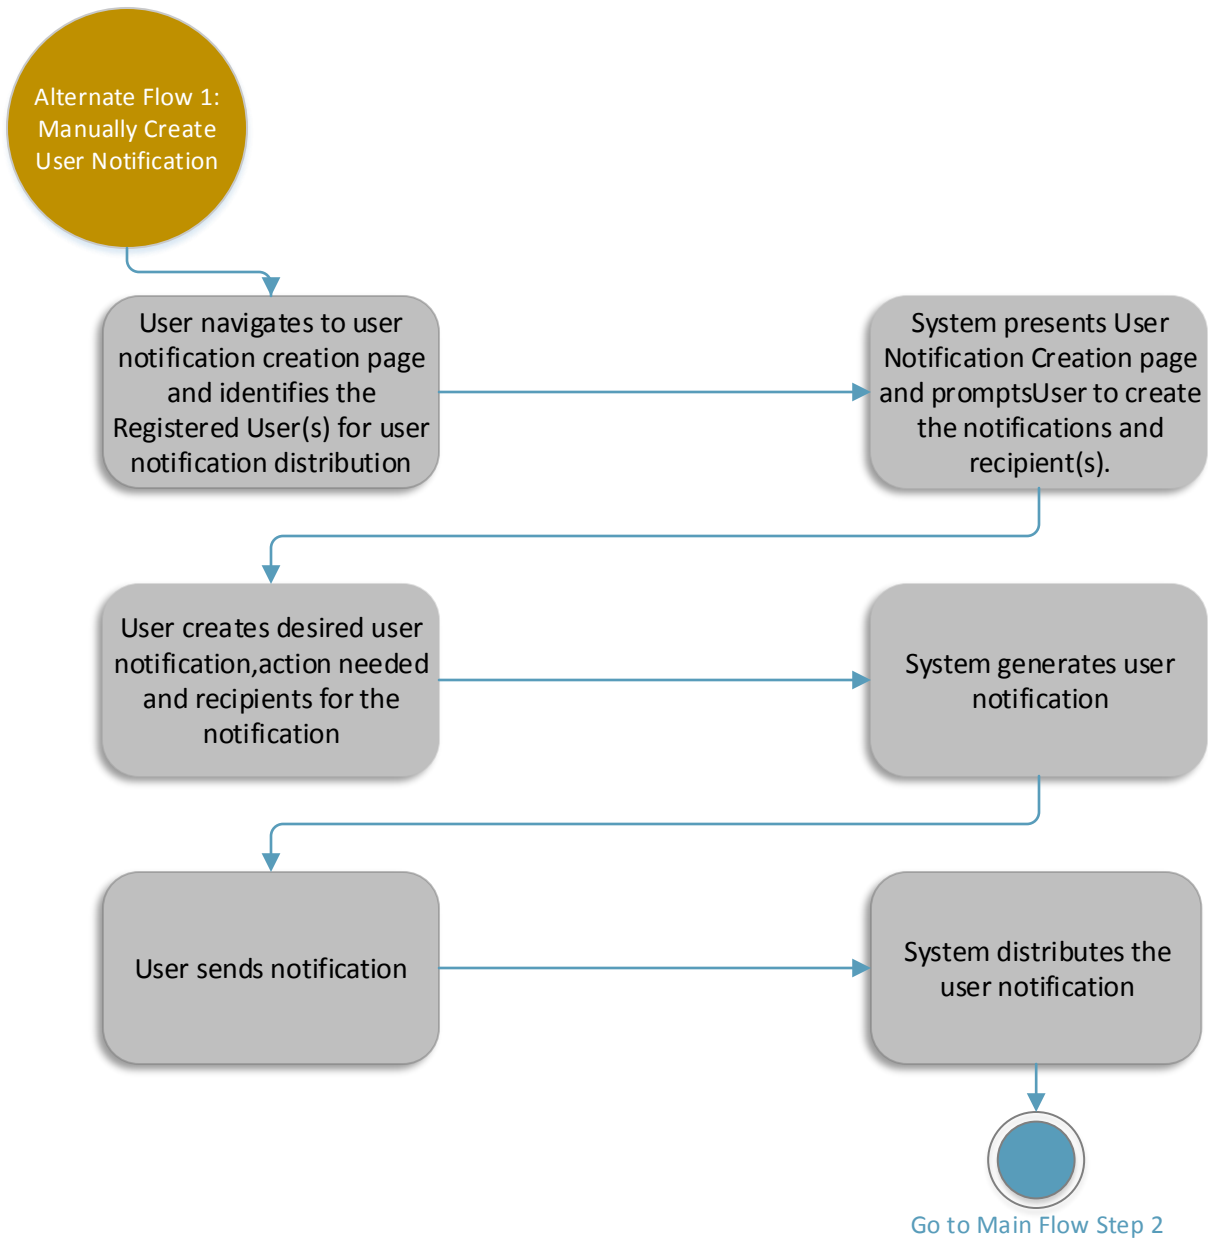 Alternate Flow 1:
Manually Create
User Notification
User navigates to user
notification creation page
and identifies the
Registered User(s) for user
notification distribution
System presents User
Notification Creation page
and promptsUser to create
the notifications and
recipient(s).
User creates desired user
notification,action needed
and recipients for the
notification
System generates user
notification
User sends notification
System distributes the
user notification
Go to Main Flow Step 2